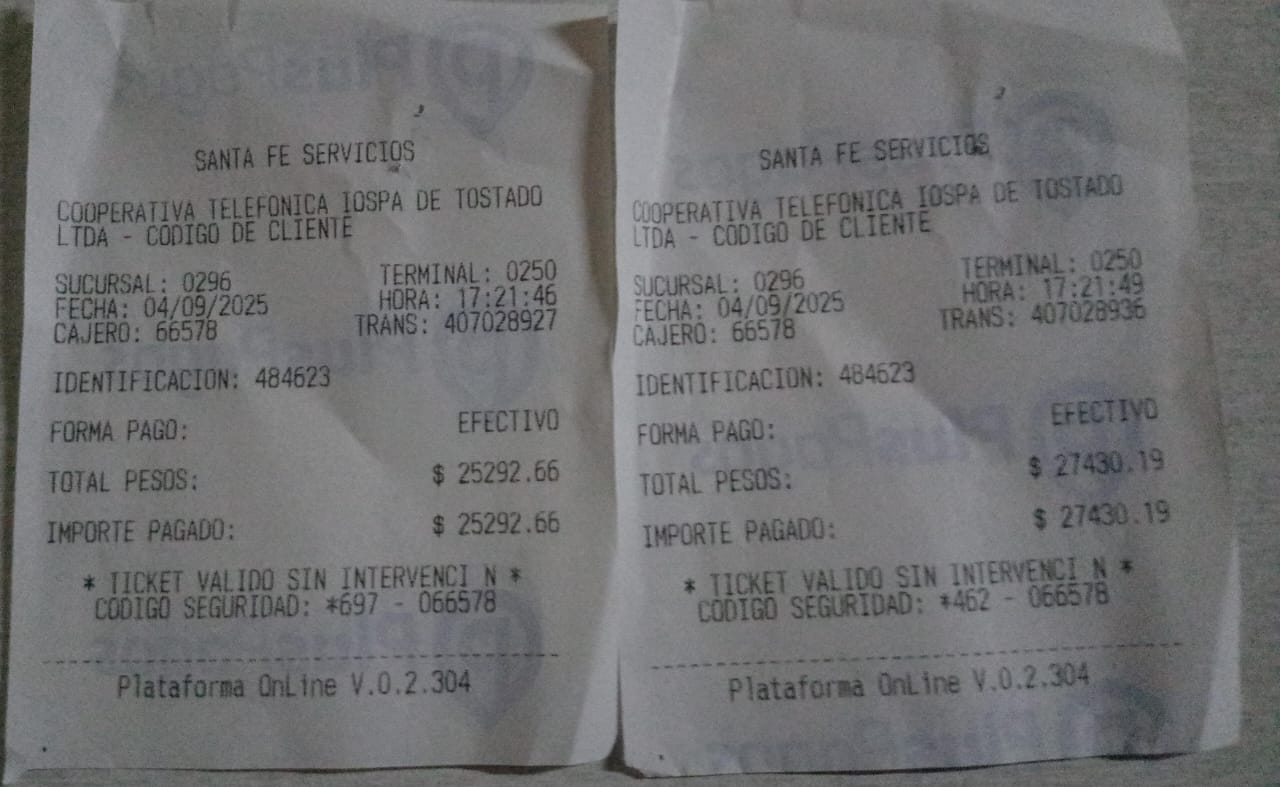 SANTA FE SERVICIOS
COOPERATIVA TELEFONICA IOSPA DE TOSTADO
LTDA - CODIGO DE CLIENTE
SUCURSAL: 0296 TERMINAL: 0250
FECHA: 04/09/2025 HORA: 17:21:46
CAJERO: 66578 TRANS: 407028927
IDENTIFICACION: 484623
FORMA PAGO: EFECTIVO
TOTAL PESOS: $ 25292.66
IMPORTE PAGADO: $ 25292.66
* TICKET VALIDO SIN INTERVENCI N *
CODIGO SEGURIDAD: *697 - 066578
Plataforma OnLine V.0.2.304
SANTA FE SERVICIOS
COOPERATIVA TELEFONICA IOSPA DE TOSTADO
LTDA - CODIGO DE CLIENTE
SUCURSAL: 0296 TERMINAL: 0250
FECHA: 04/09/2025 HORA: 17:21:49
CAJERO: 66578 TRANS: 407028936
IDENTIFICACION: 484623
FORMA PAGO: EFECTIVO
TOTAL PESOS: $ 27430.19
IMPORTE PAGADO: $ 27430.19
* TICKET VALIDO SIN INTERVENCI N *
CODIGO SEGURIDAD: *462 - 066578
Plataforma OnLine V.0.2.304